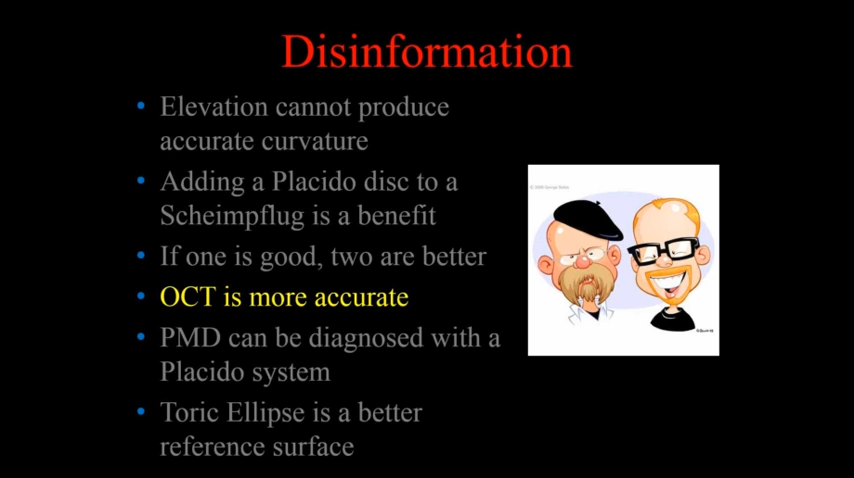 Disinformation
• Elevation cannot produce
accurate curvature
• Adding a Placido disc to a
Scheimpflug is a benefit
• If one is good, two are better
• OCT is more accurate
• PMD can be diagnosed with a
Placido system
• Toric Ellipse is a better
reference surface